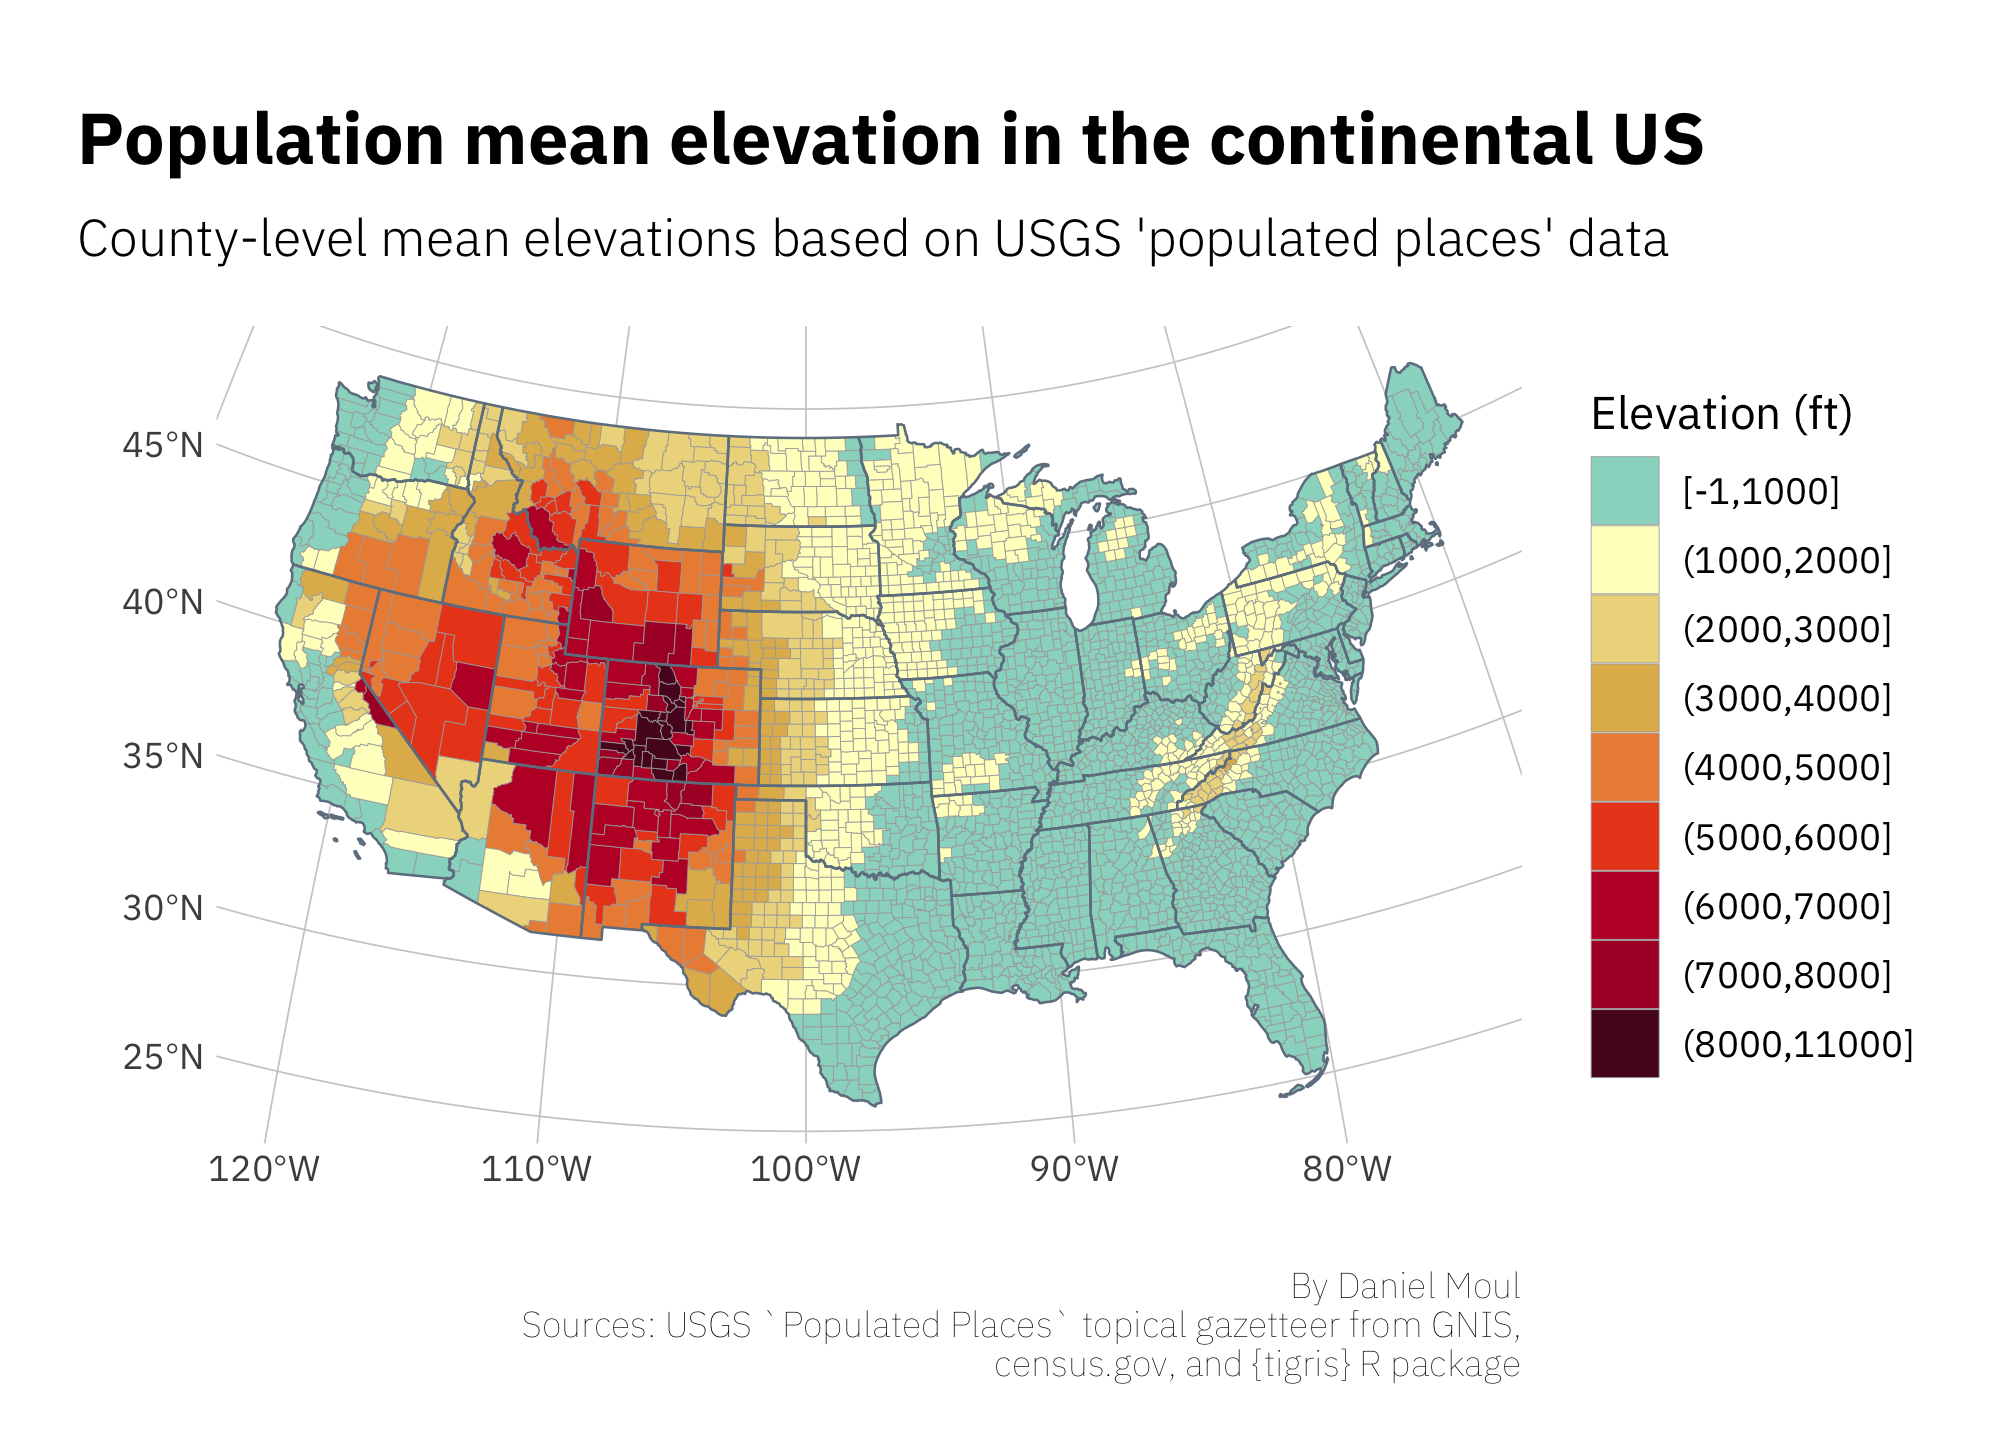 Population mean elevation in the continental US
County-level mean elevations based on USGS 'populated places' data
45°N
40°N
35°N
30°N
25°N
120°W
110°W
100°W
90°W
80°W
Elevation (ft)
[-1,1000]
(1000,2000]
(2000,3000]
(3000,4000]
(4000,5000]
(5000,6000]
(6000,7000]
(7000,8000]
(8000,11000]
By Daniel Moul
Sources: USGS `Populated Places` topical gazetteer from GNIS,
census.gov, and {tigris} R package